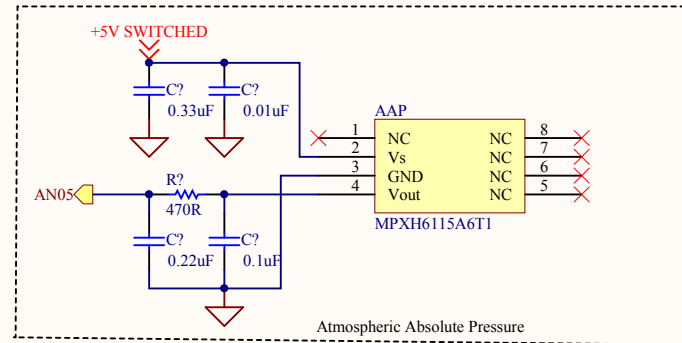 +5V SWITCHED
C?
0.33uF
C?
0.01uF
AAP
1 NC NC 8
2 Vs NC 7
3 GND NC 6
4 Vout NC 5
MPXH6115A6T1
AN05
R?
470R
C?
0.22uF
C?
0.1uF
Atmospheric Absolute Pressure